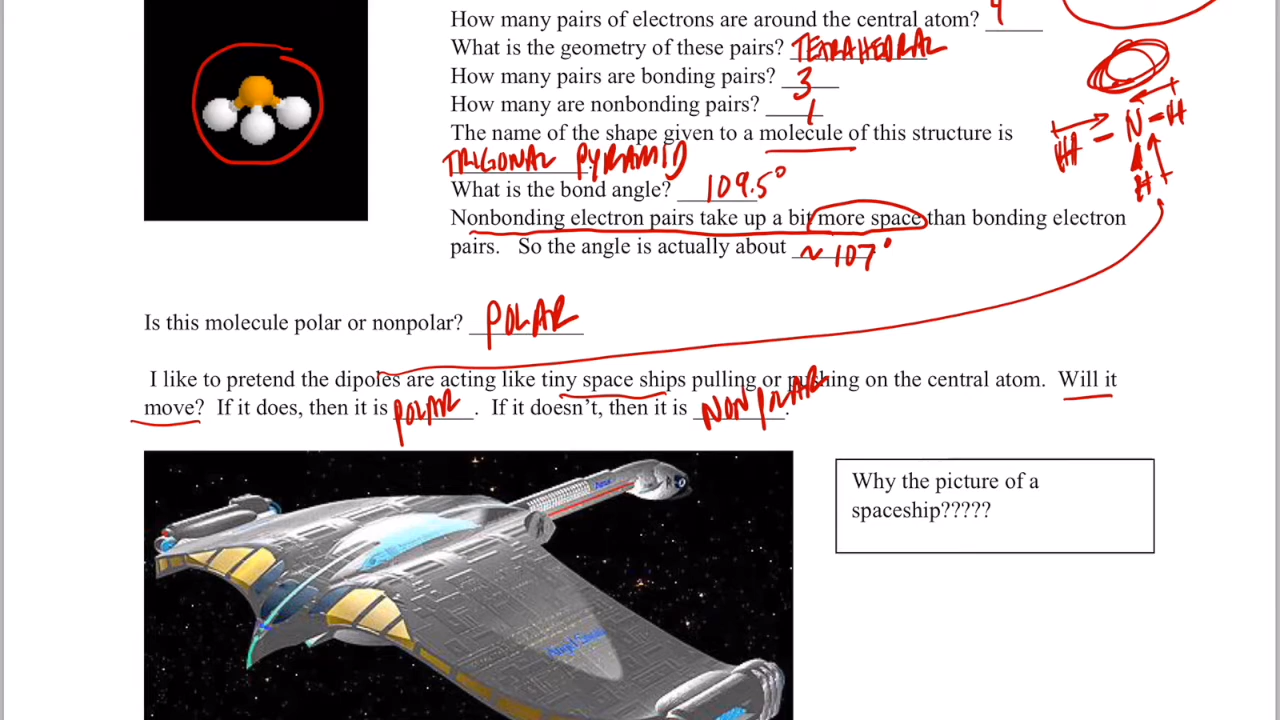 How many pairs of electrons are around the central atom? 4
What is the geometry of these pairs? TETRAHEDRAL
How many pairs are bonding pairs? 3
How many are nonbonding pairs? 1
The name of the shape given to a molecule of this structure is
TRIGONAL PYRAMID.
What is the bond angle? 109.5°
Nonbonding electron pairs take up a bit more space than bonding electron
pairs. So the angle is actually about ~107°
H - N - H
H
Is this molecule polar or nonpolar? POLAR
I like to pretend the dipoles are acting like tiny space ships pulling or pushing on the central atom. Will it
move? If it does, then it is POLAR. If it doesn't, then it is NONPOLAR.
Why the picture of a
spaceship?????